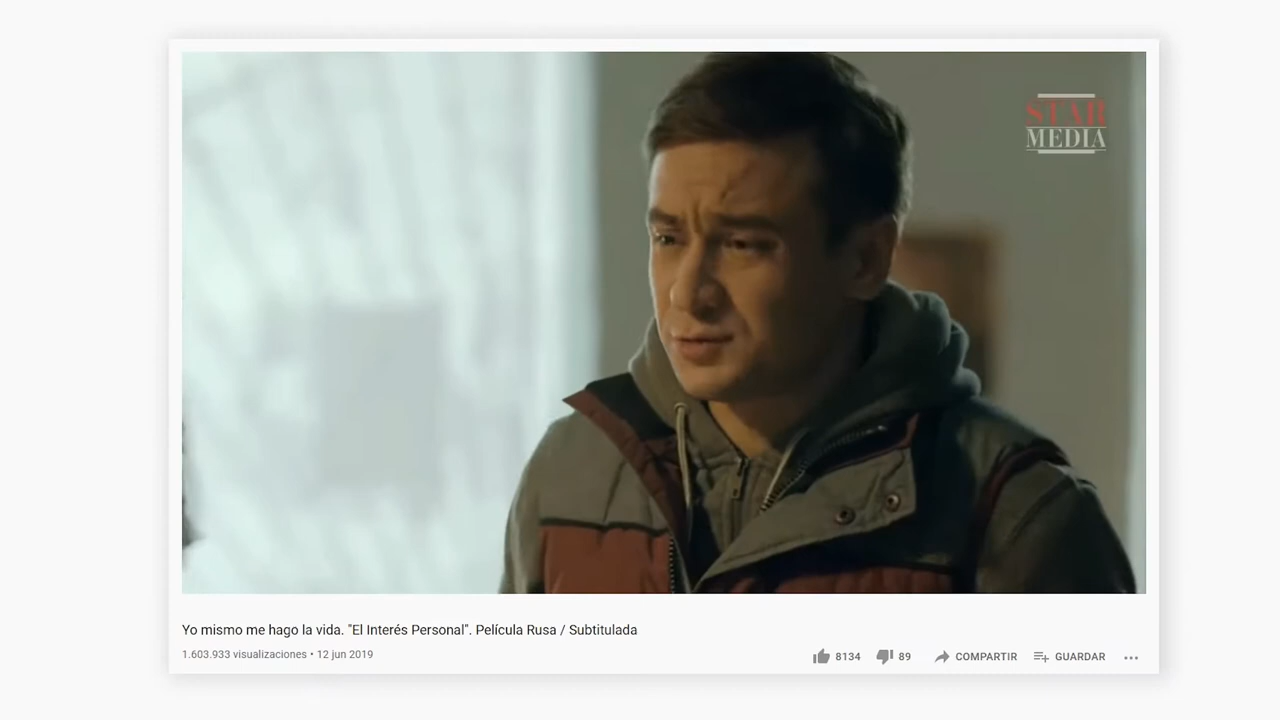 STAR
MEDIA
Yo mismo me hago la vida. "El Interés Personal". Película Rusa / Subtitulada
1.603.933 visualizaciones • 12 jun 2019
8134 89 COMPARTIR GUARDAR